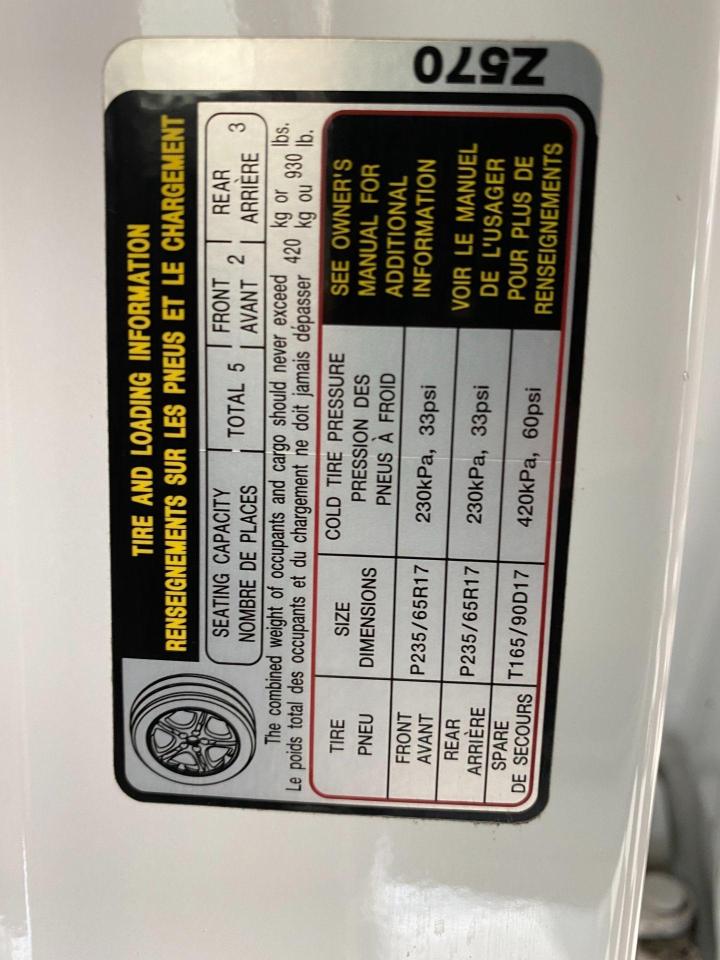 Z570
TIRE AND LOADING INFORMATION
RENSEIGNEMENTS SUR LES PNEUS ET LE CHARGEMENT
SEATING CAPACITY TOTAL 5 FRONT 2 REAR 3
NOMBRE DE PLACES AVANT ARRIÈRE
The combined weight of occupants and cargo should never exceed 420 kg or 930 lbs.
Le poids total des occupants et du chargement ne doit jamais dépasser kg ou lb.
TIRE SIZE COLD TIRE PRESSURE
PNEU DIMENSIONS PRESSION DES
PNEUS À FROID
FRONT P235/65R17 230kPa, 33psi
AVANT
REAR P235/65R17 230kPa, 33psi
ARRIÈRE
SPARE T165/90D17 420kPa, 60psi
DE SECOURS
SEE OWNER'S
MANUAL FOR
ADDITIONAL
INFORMATION
VOIR LE MANUEL
DE L'USAGER
POUR PLUS DE
RENSEIGNEMENTS